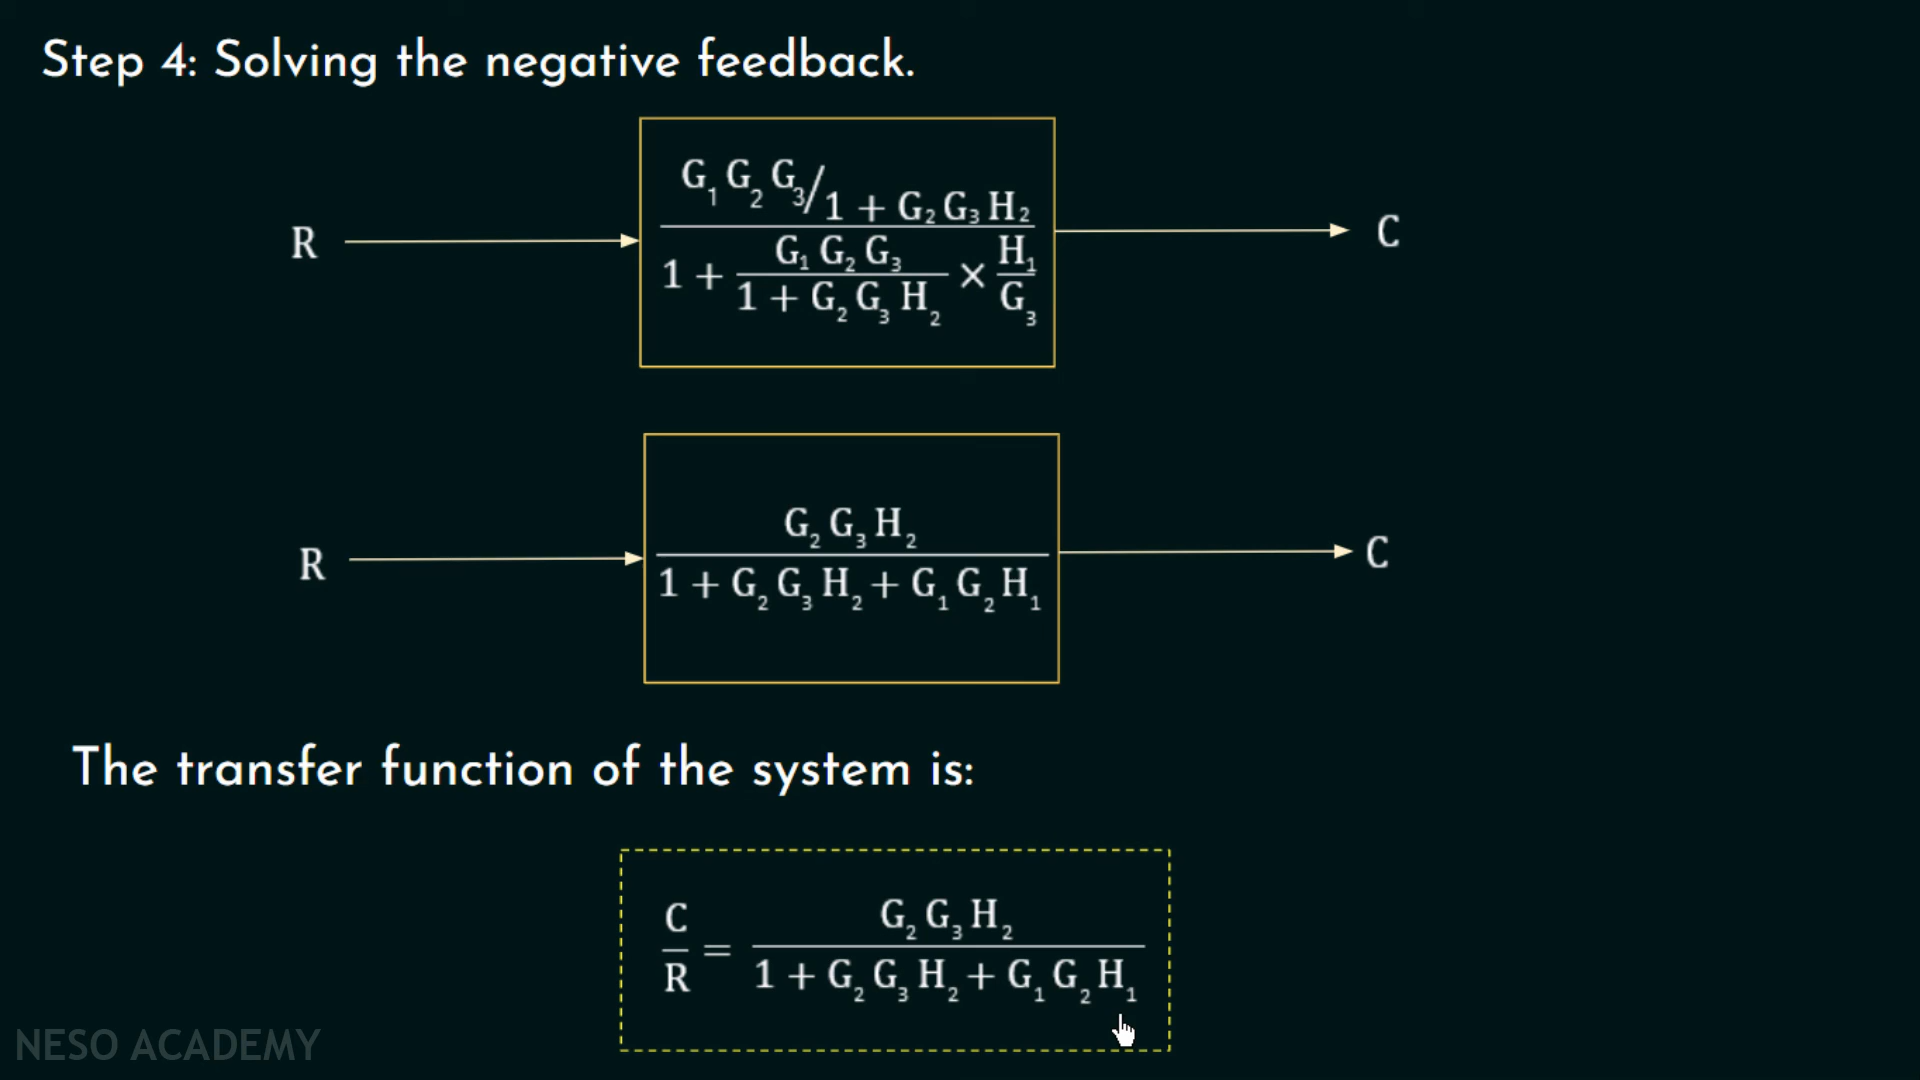 Step 4: Solving the negative feedback.
G₁ G₂ G₃/1 + G₂ G₃ H₂
R
C
G₁ G₂ G₃ H₁
1 + ×
1 + G₂ G₃ H₂ G₃
G₂ G₃ H₂
R
C
1 + G₂ G₃ H₂ + G₁ G₂ H₁
The transfer function of the system is:
C G₂ G₃ H₂
=
R 1 + G₂ G₃ H₂ + G₁ G₂ H₁
NESO ACADEMY